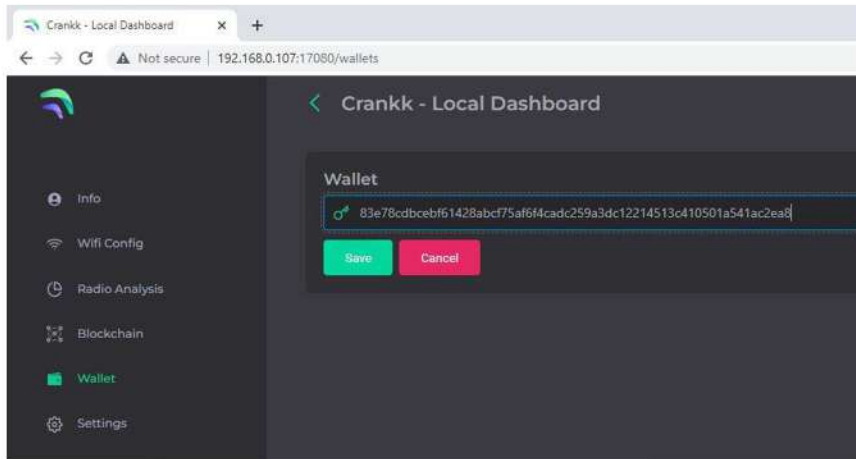 Crankk - Local Dashboard
Not secure | 192.168.0.107:17080/wallets
Crankk - Local Dashboard
Wallet
83e78cdbcebf61428abcf75af6f4cadc259a3dc12214513c410501a541ac2ea8
Save
Cancel
Info
Wifi Config
Radio Analysis
Blockchain
Wallet
Settings